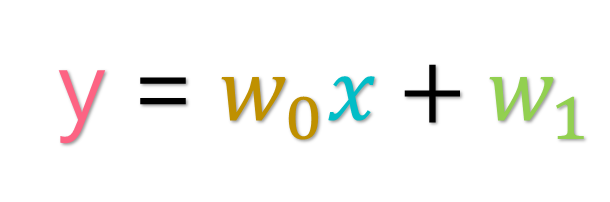 y = w₀x + w₁